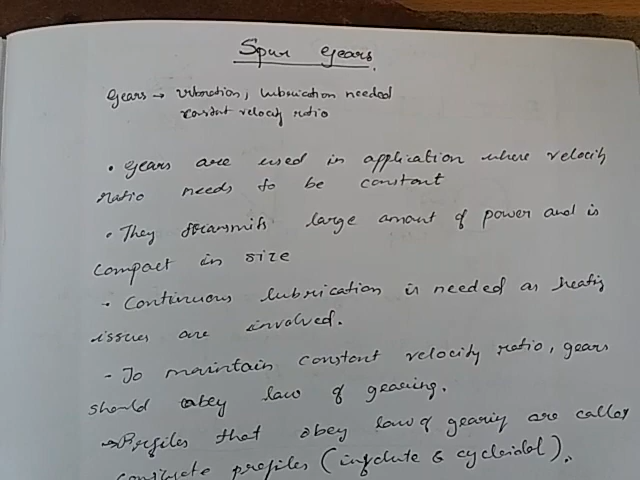 Spur gears.
Gears → vibration, lubrication needed
constant velocity ratio
• Gears are used in application where velocity
ratio needs to be constant
• They transmits large amount of power and is
compact in size
- Continuous lubrication is needed as heating
issues are involved.
- To maintain constant velocity ratio, gears
should obey law of gearing.
→ Profiles that obey law of gearing are called
conjugate profiles (involute & cycloidal).